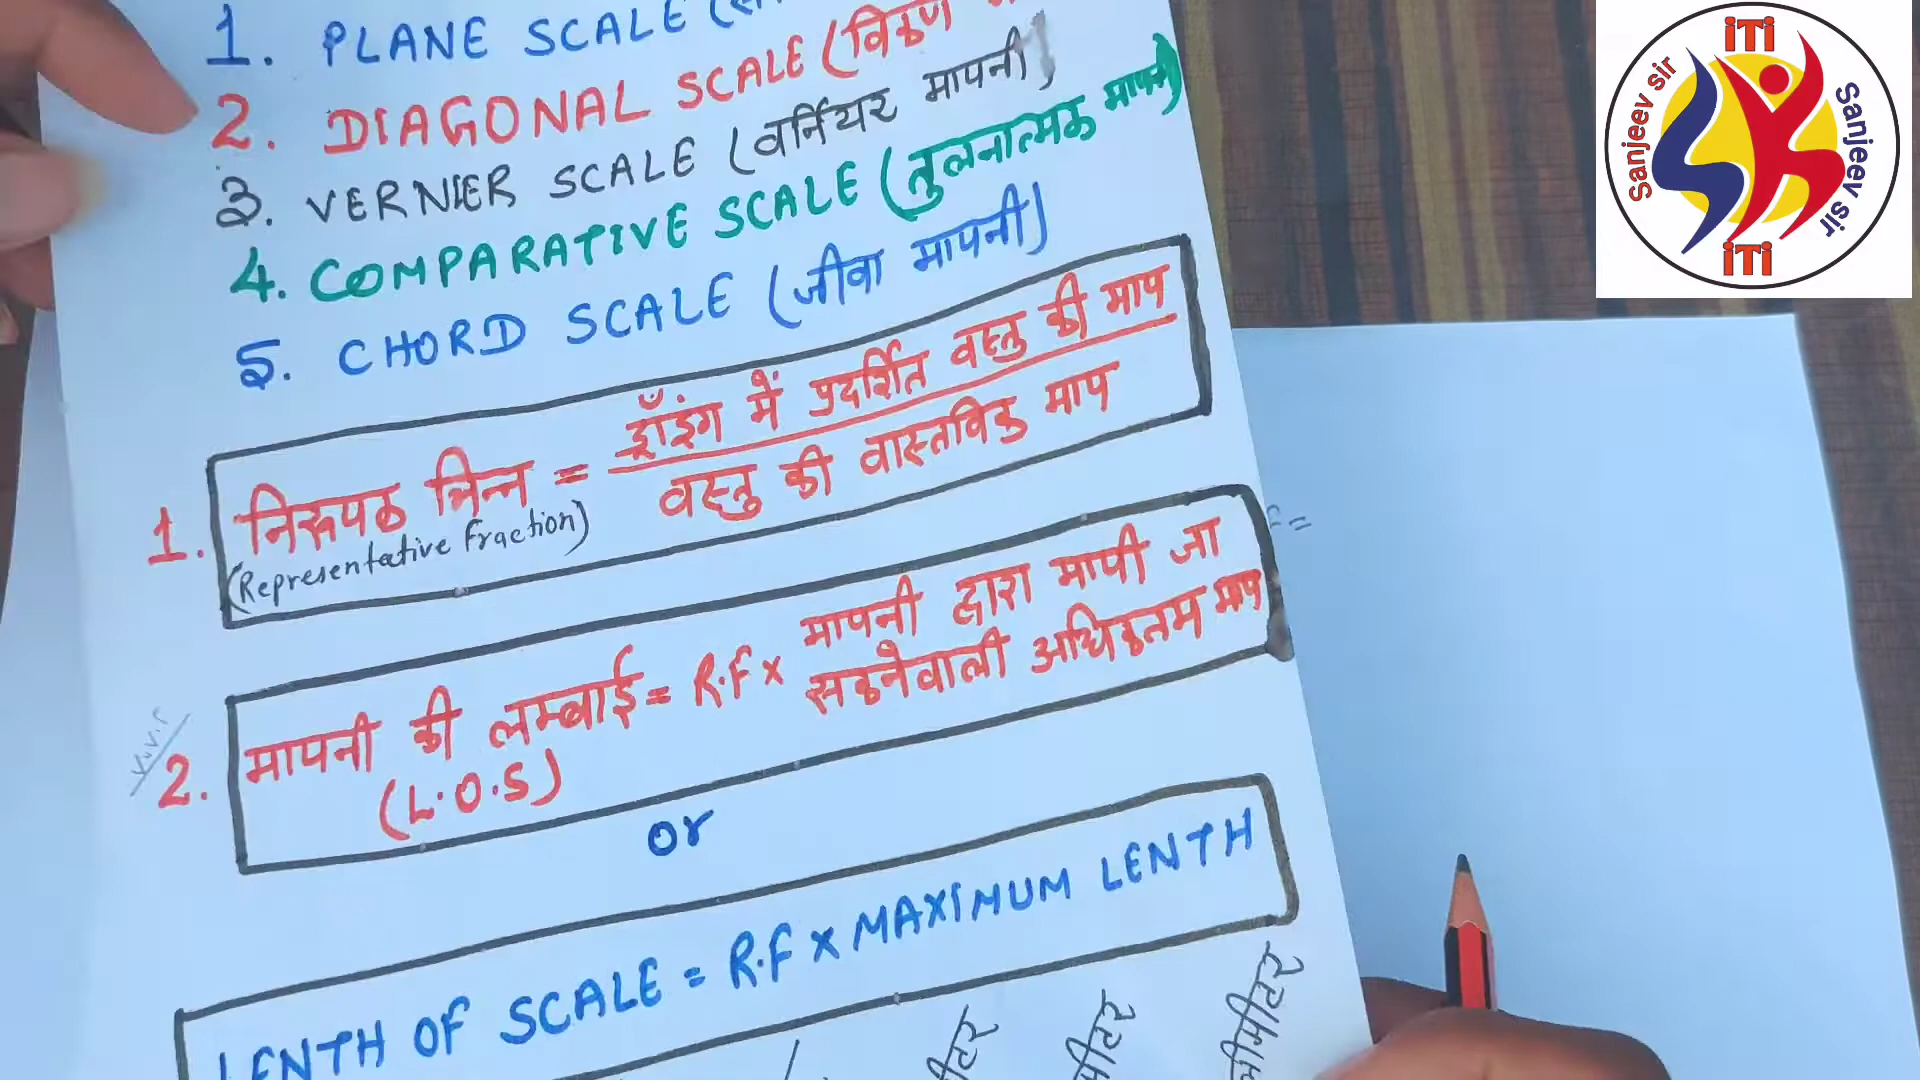 1. PLANE SCALE
2. DIAGONAL SCALE (विकर्ण
3. VERNIER SCALE (वर्नियर मापनी)
4. COMPARATIVE SCALE (तुलनात्मक मापनी)
5. CHORD SCALE (जीवा मापनी)
1. निरूपक भिन्न = ड्रॉइंग में प्रदर्शित वस्तु की माप
वस्तु की वास्तविक माप
(Representative fraction)
2. मापनी की लम्बाई = R.F × मापनी द्वारा मापी जा
सकनेवाली अधिकतम माप
(L.O.S)
or
LENTH OF SCALE = R.F × MAXIMUM LENTH
iTi
Sanjeev sir
Sanjeev sir
iTi